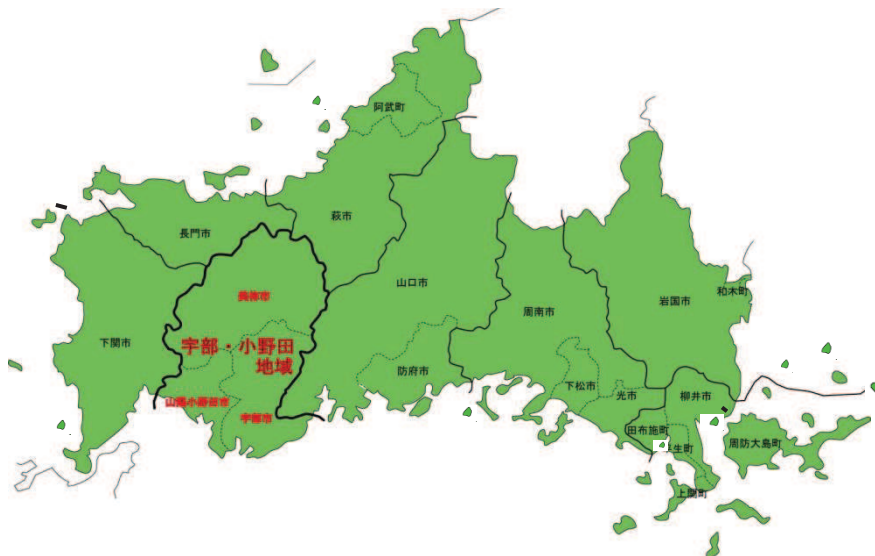 阿武町
萩市
長門市
美祢市
山口市
岩国市
和木町
周南市
下関市
宇部・小野田
地域
防府市
下松市
光市
柳井市
山陽小野田市
宇部市
田布施町
周防大島町
生町
上関町